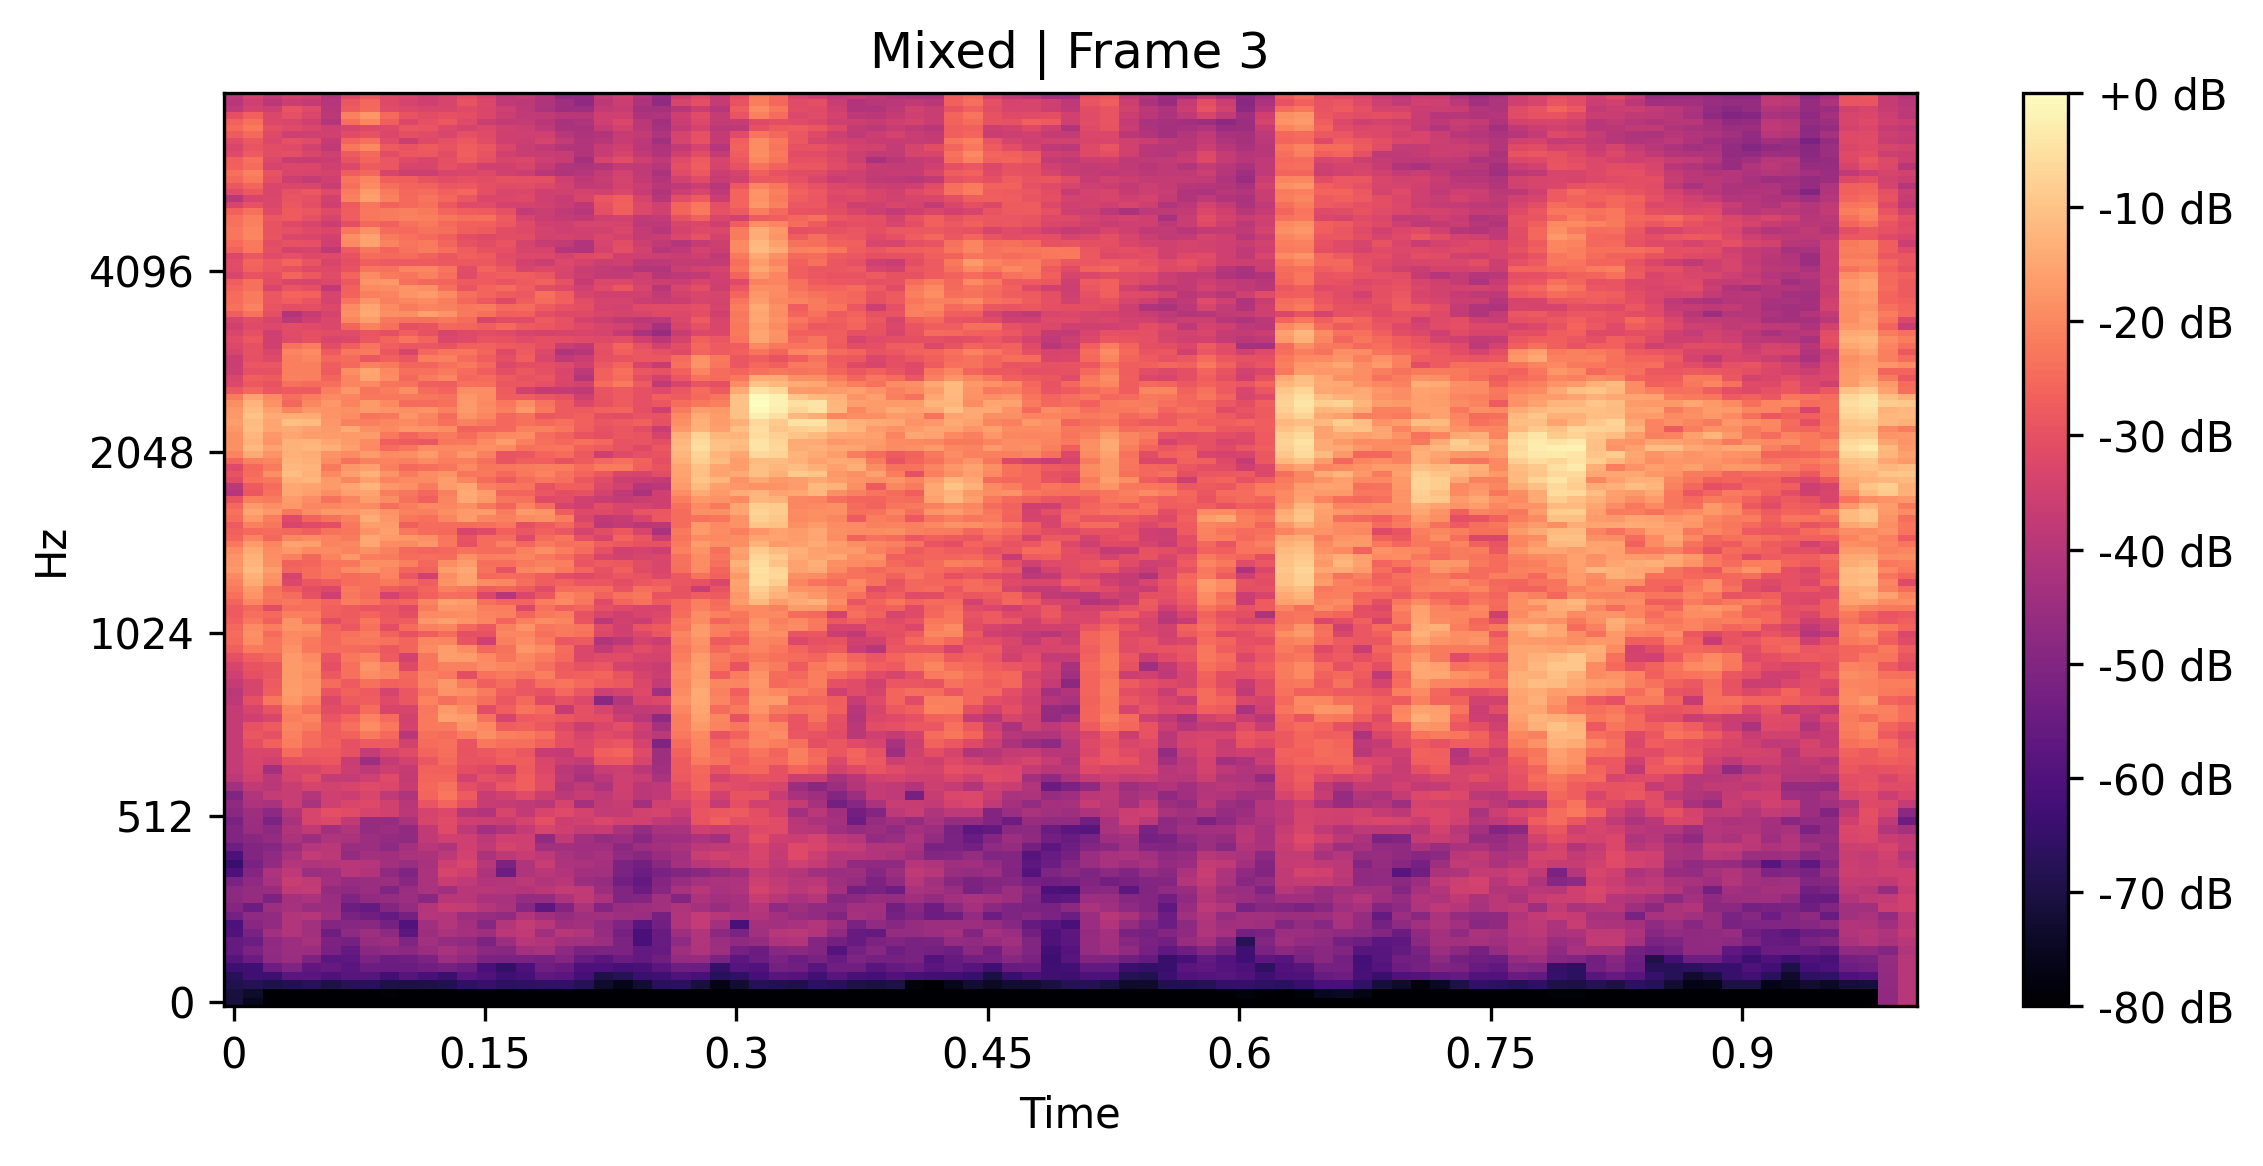 Mixed | Frame 3
+0 dB
-10 dB
-20 dB
-30 dB
-40 dB
-50 dB
-60 dB
-70 dB
-80 dB
Hz
4096
2048
1024
512
0
0 0.15 0.3 0.45 0.6 0.75 0.9
Time